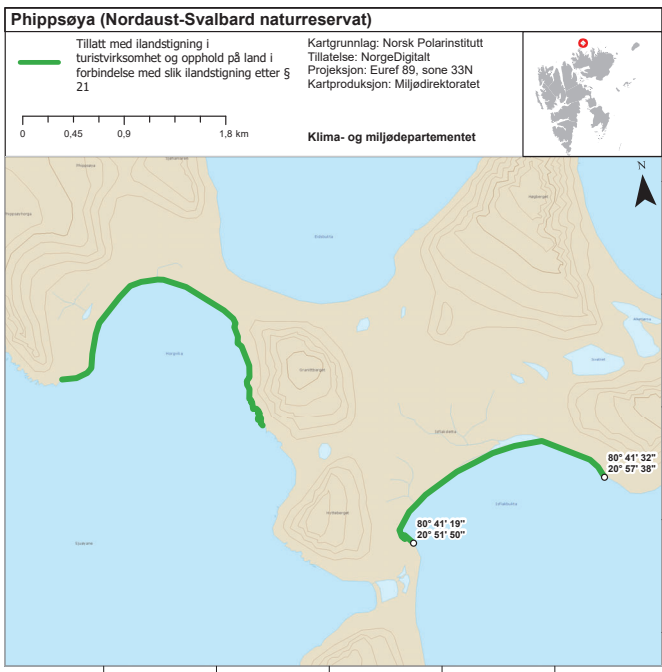 Phippsøya (Nordaust-Svalbard naturreservat)
Tillatt med ilandstigning i
turistvirksomhet og opphold på land i
forbindelse med slik ilandstigning etter §
21
0 0,45 0,9 1,8 km
Kartgrunnlag: Norsk Polarinstitutt
Tillatelse: NorgeDigitalt
Projeksjon: Euref 89, sone 33N
Kartproduksjon: Miljødirektoratet
Klima- og miljødepartementet
N
80° 41' 32"
20° 57' 38"
80° 41' 19"
20° 51' 50"